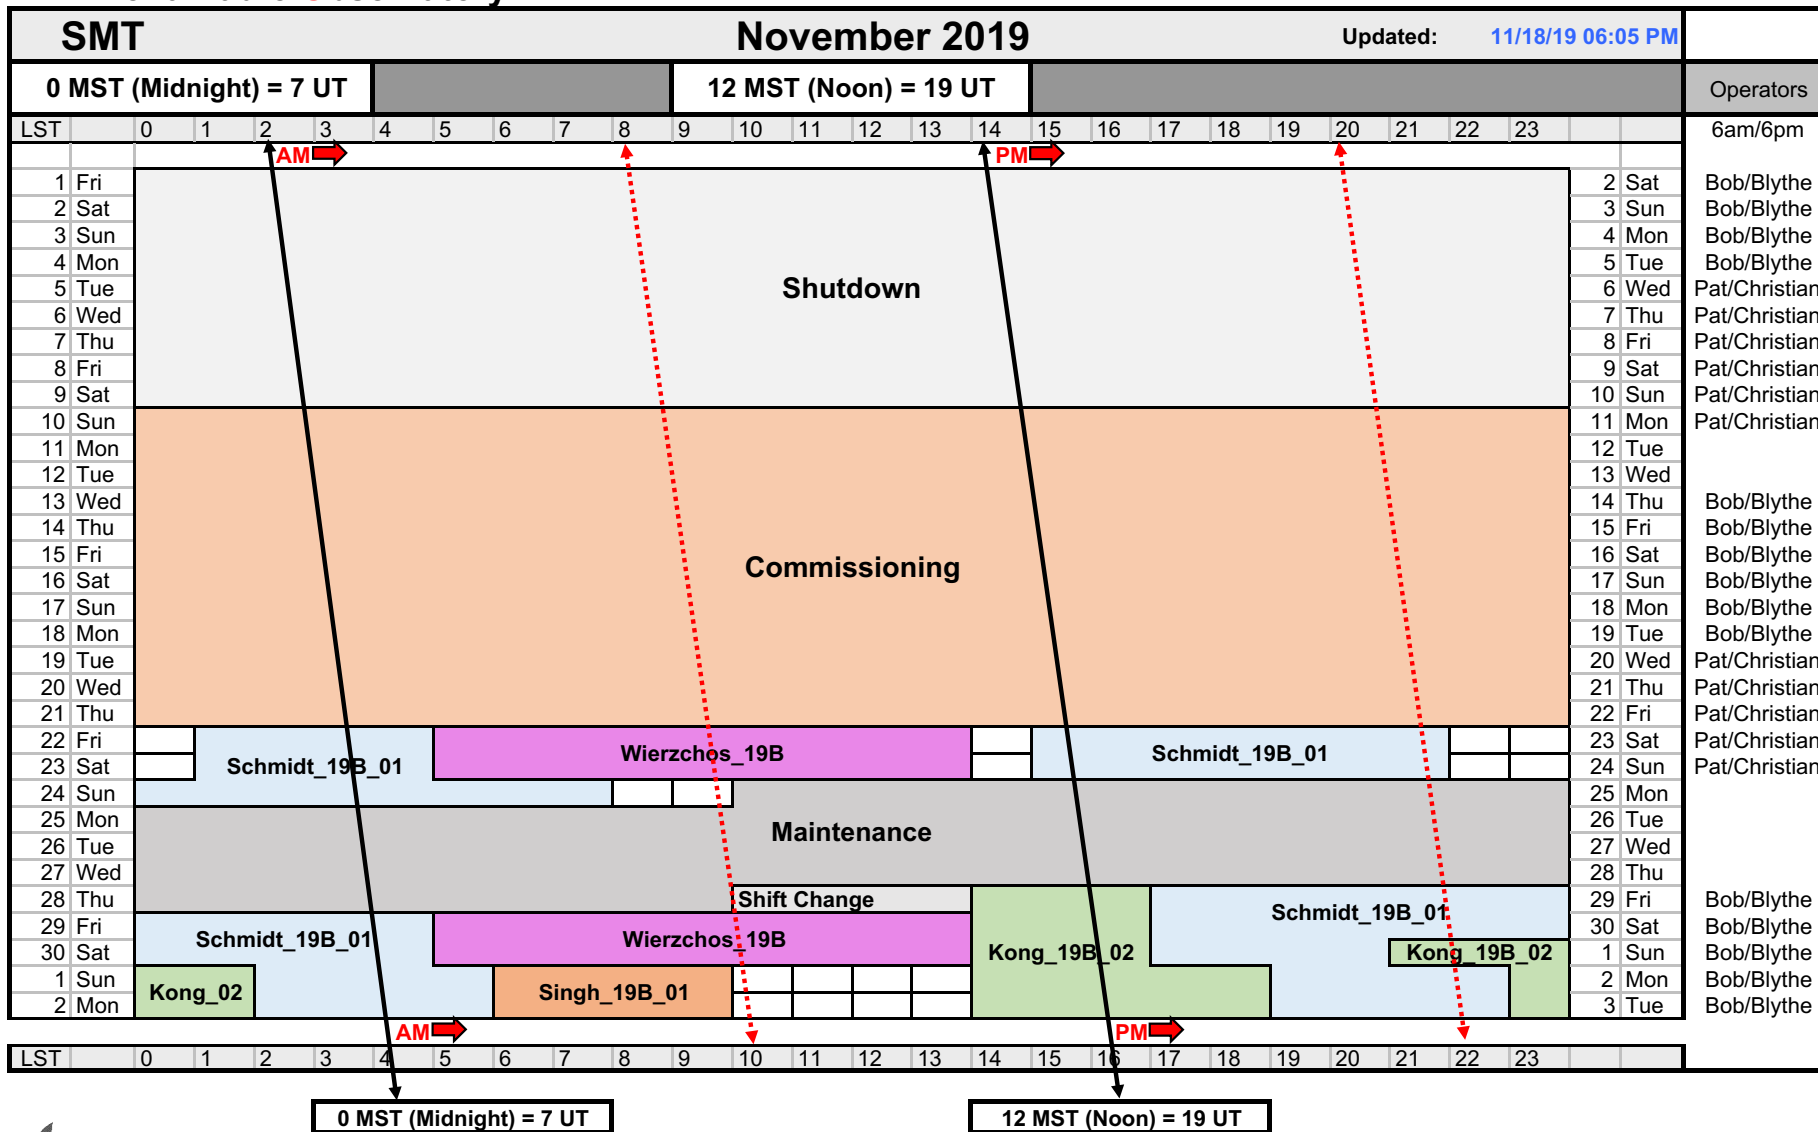 SMT November 2019 Updated: 11/18/19 06:05 PM
0 MST (Midnight) = 7 UT 12 MST (Noon) = 19 UT Operators
LST 0 1 2 3 4 5 6 7 8 9 10 11 12 13 14 15 16 17 18 19 20 21 22 23 6am/6pm
AM PM
1 Fri 2 Sat Bob/Blythe
2 Sat 3 Sun Bob/Blythe
3 Sun 4 Mon Bob/Blythe
4 Mon 5 Tue Bob/Blythe
5 Tue Shutdown 6 Wed Pat/Christian
6 Wed 7 Thu Pat/Christian
7 Thu 8 Fri Pat/Christian
8 Fri 9 Sat Pat/Christian
9 Sat 10 Sun Pat/Christian
10 Sun 11 Mon Pat/Christian
11 Mon 12 Tue
12 Tue 13 Wed
13 Wed 14 Thu Bob/Blythe
14 Thu 15 Fri Bob/Blythe
15 Fri Commissioning 16 Sat Bob/Blythe
16 Sat 17 Sun Bob/Blythe
17 Sun 18 Mon Bob/Blythe
18 Mon 19 Tue Bob/Blythe
19 Tue 20 Wed Pat/Christian
20 Wed 21 Thu Pat/Christian
21 Thu 22 Fri Pat/Christian
22 Fri Wierzchos_19B Schmidt_19B_01 23 Sat Pat/Christian
23 Sat Schmidt_19B_01 24 Sun Pat/Christian
24 Sun 25 Mon
25 Mon Maintenance 26 Tue
26 Tue 27 Wed
27 Wed 28 Thu
28 Thu Shift Change Schmidt_19B_01 29 Fri Bob/Blythe
29 Fri Schmidt_19B_01 Wierzchos_19B 30 Sat Bob/Blythe
30 Sat Kong_19B_02 Kong_19B_02 1 Sun Bob/Blythe
1 Sun Kong_02 Singh_19B_01 2 Mon Bob/Blythe
2 Mon 3 Tue Bob/Blythe
AM PM
LST 0 1 2 3 4 5 6 7 8 9 10 11 12 13 14 15 16 17 18 19 20 21 22 23
0 MST (Midnight) = 7 UT 12 MST (Noon) = 19 UT